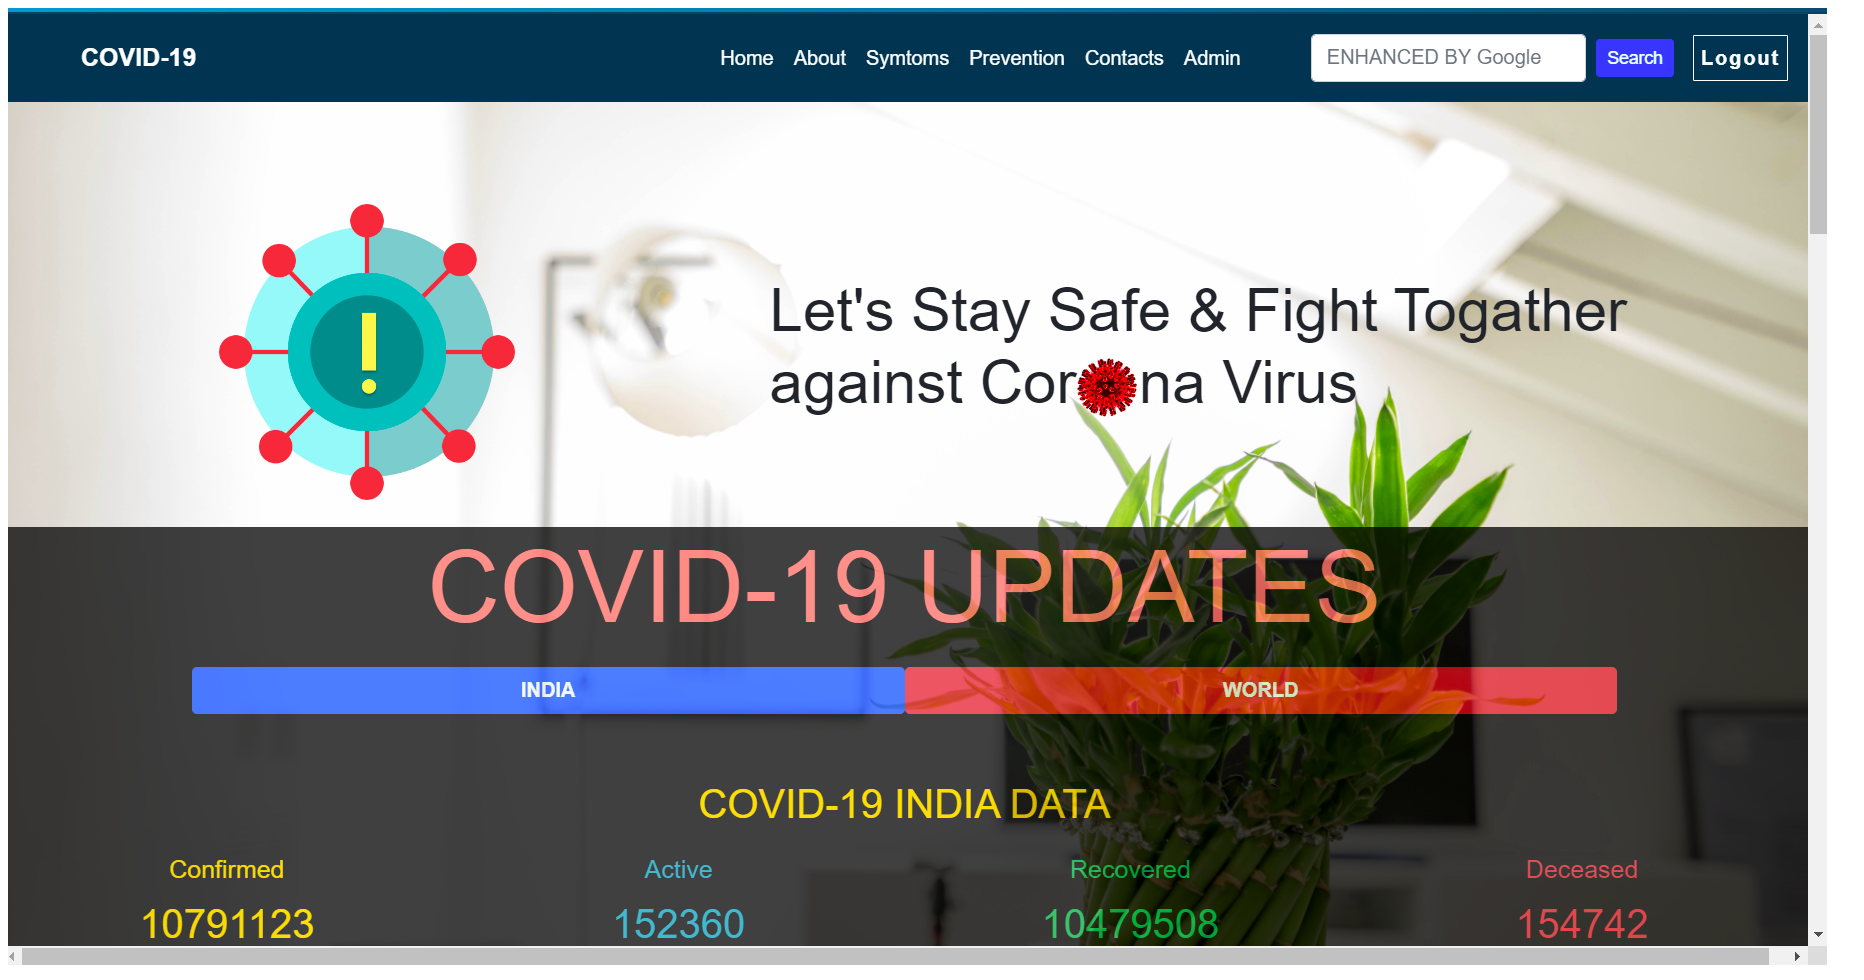 COVID-19
Home About Symtoms Prevention Contacts Admin
ENHANCED BY Google
Search
Logout
Let's Stay Safe & Fight Togather
against Corona Virus
COVID-19 UPDATES
INDIA
WORLD
COVID-19 INDIA DATA
Confirmed
10791123
Active
152360
Recovered
10479508
Deceased
154742